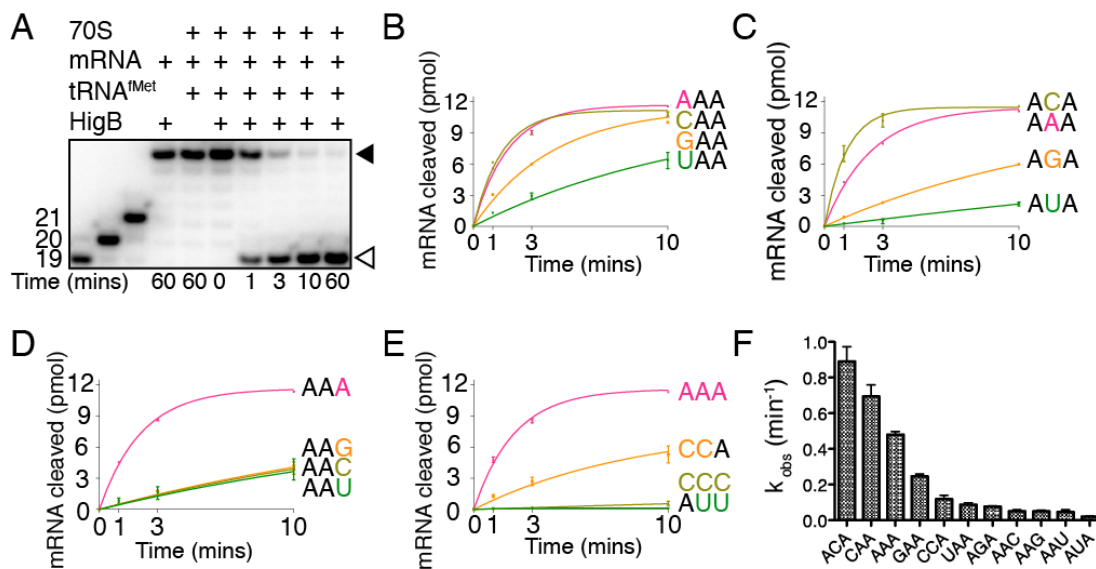 A
70S + + + + + +
mRNA + + + + + + +
tRNAfMet + + + + + +
HigB + + + + + +
21
20
19
Time (mins) 60 60 0 1 3 10 60
B
mRNA cleaved (pmol)
12
9
6
3
0
0 1 3 10
Time (mins)
AAA
CAA
GAA
UAA
C
mRNA cleaved (pmol)
12
9
6
3
0
0 1 3 10
Time (mins)
ACA
AAA
AGA
AUA
D
mRNA cleaved (pmol)
12
9
6
3
0
0 1 3 10
Time (mins)
AAA
AAG
AAC
AAU
E
mRNA cleaved (pmol)
12
9
6
3
0
0 1 3 10
Time (mins)
AAA
CCA
CCC
AUU
F
kobs (min-1)
1.0
0.8
0.6
0.4
0.2
0.0
ACA CAA AAA GAA CCA UAA AGA AAC AAG AAU AUA